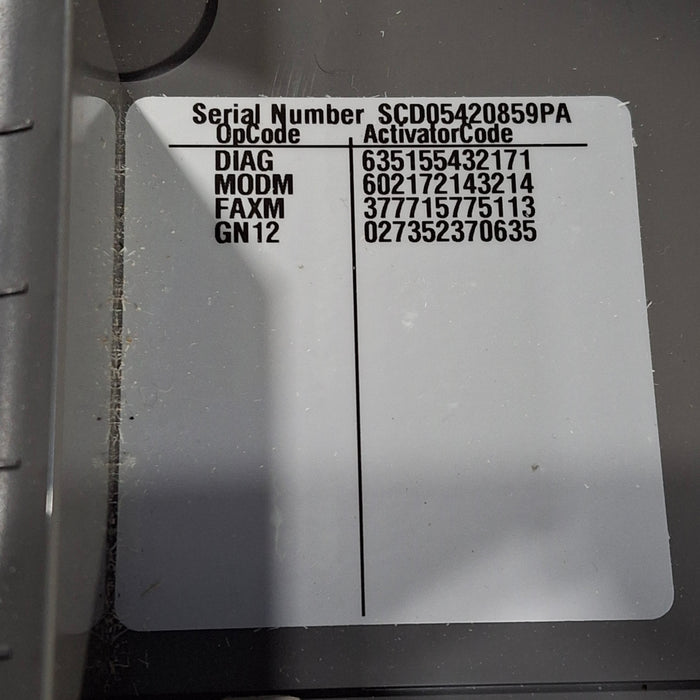 Serial Number SCD05420859PA
OpCode ActivatorCode
DIAG 635155432171
MODM 602172143214
FAXM 377715775113
GN12 027352370635